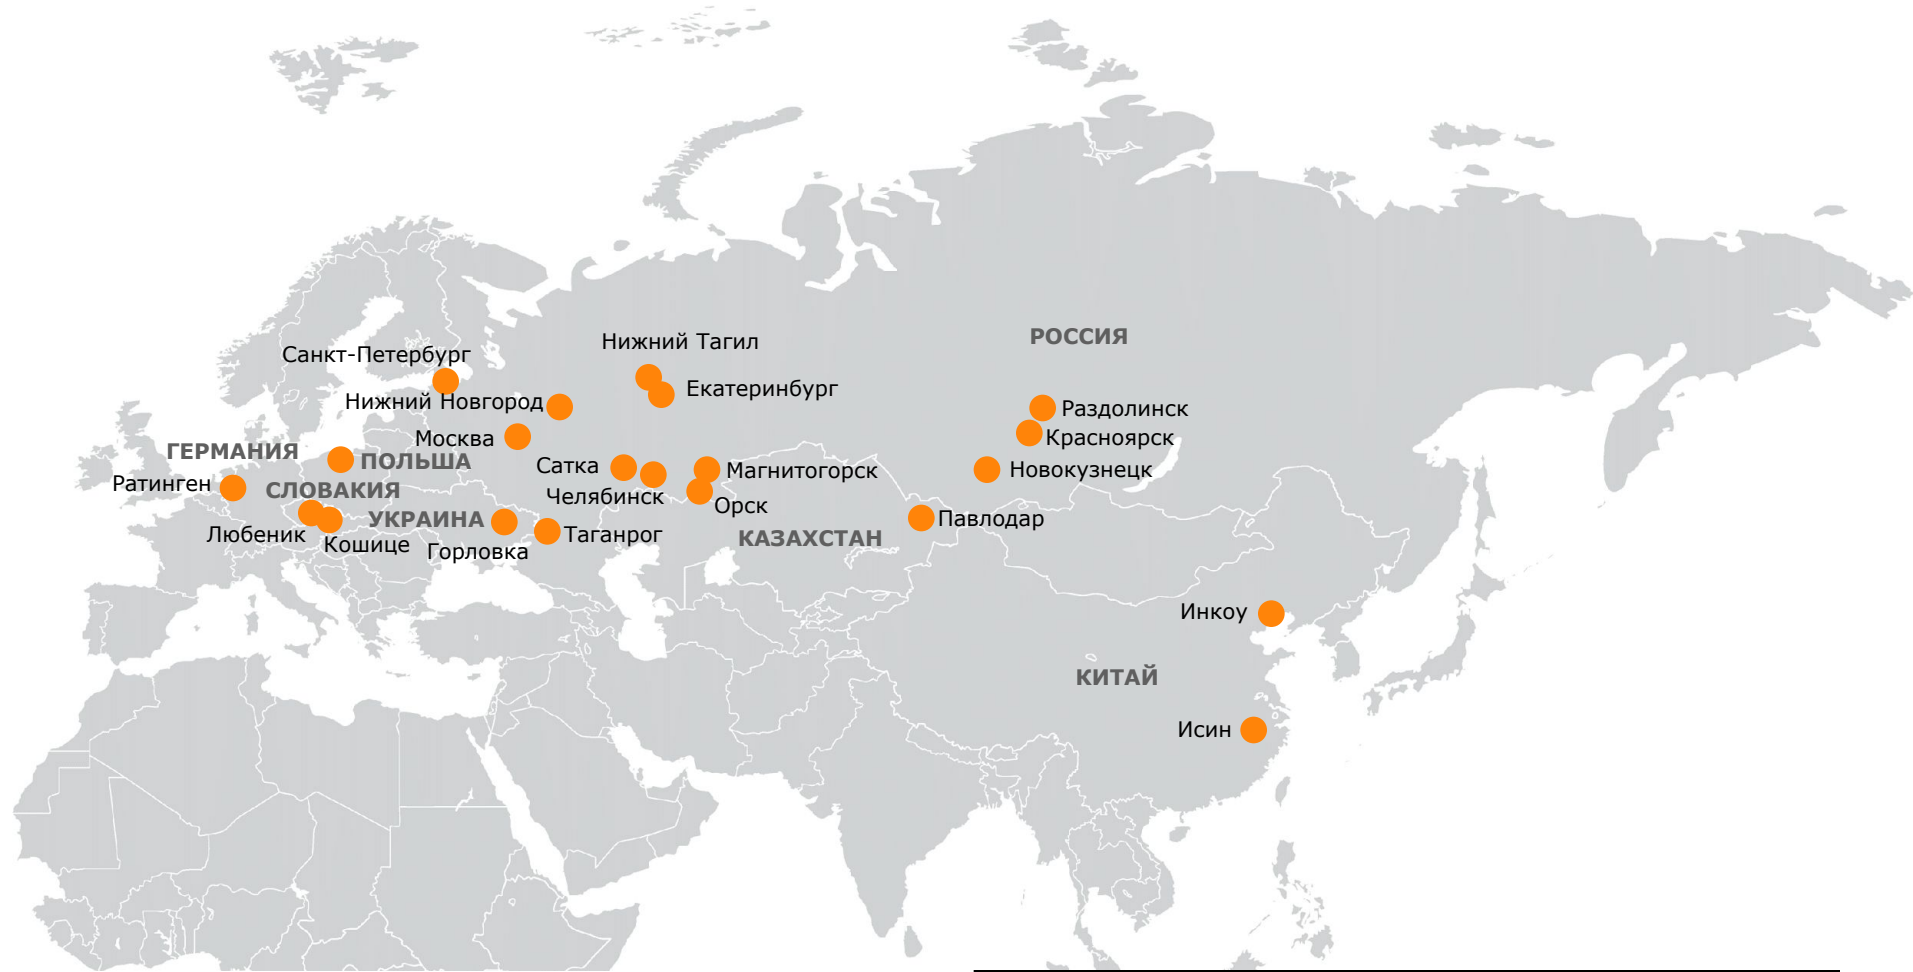 Нижний Тагил
РОССИЯ
Санкт-Петербург
Екатеринбург
Нижний Новгород
Раздолинск
Москва
Красноярск
ГЕРМАНИЯ
ПОЛЬША
Сатка
Магнитогорск
Новокузнецк
Ратинген
СЛОВАКИЯ
Челябинск
Орск
УКРАИНА
Павлодар
Любеник
Кошице
Горловка
Таганрог
КАЗАХСТАН
Инкоу
КИТАЙ
Исин